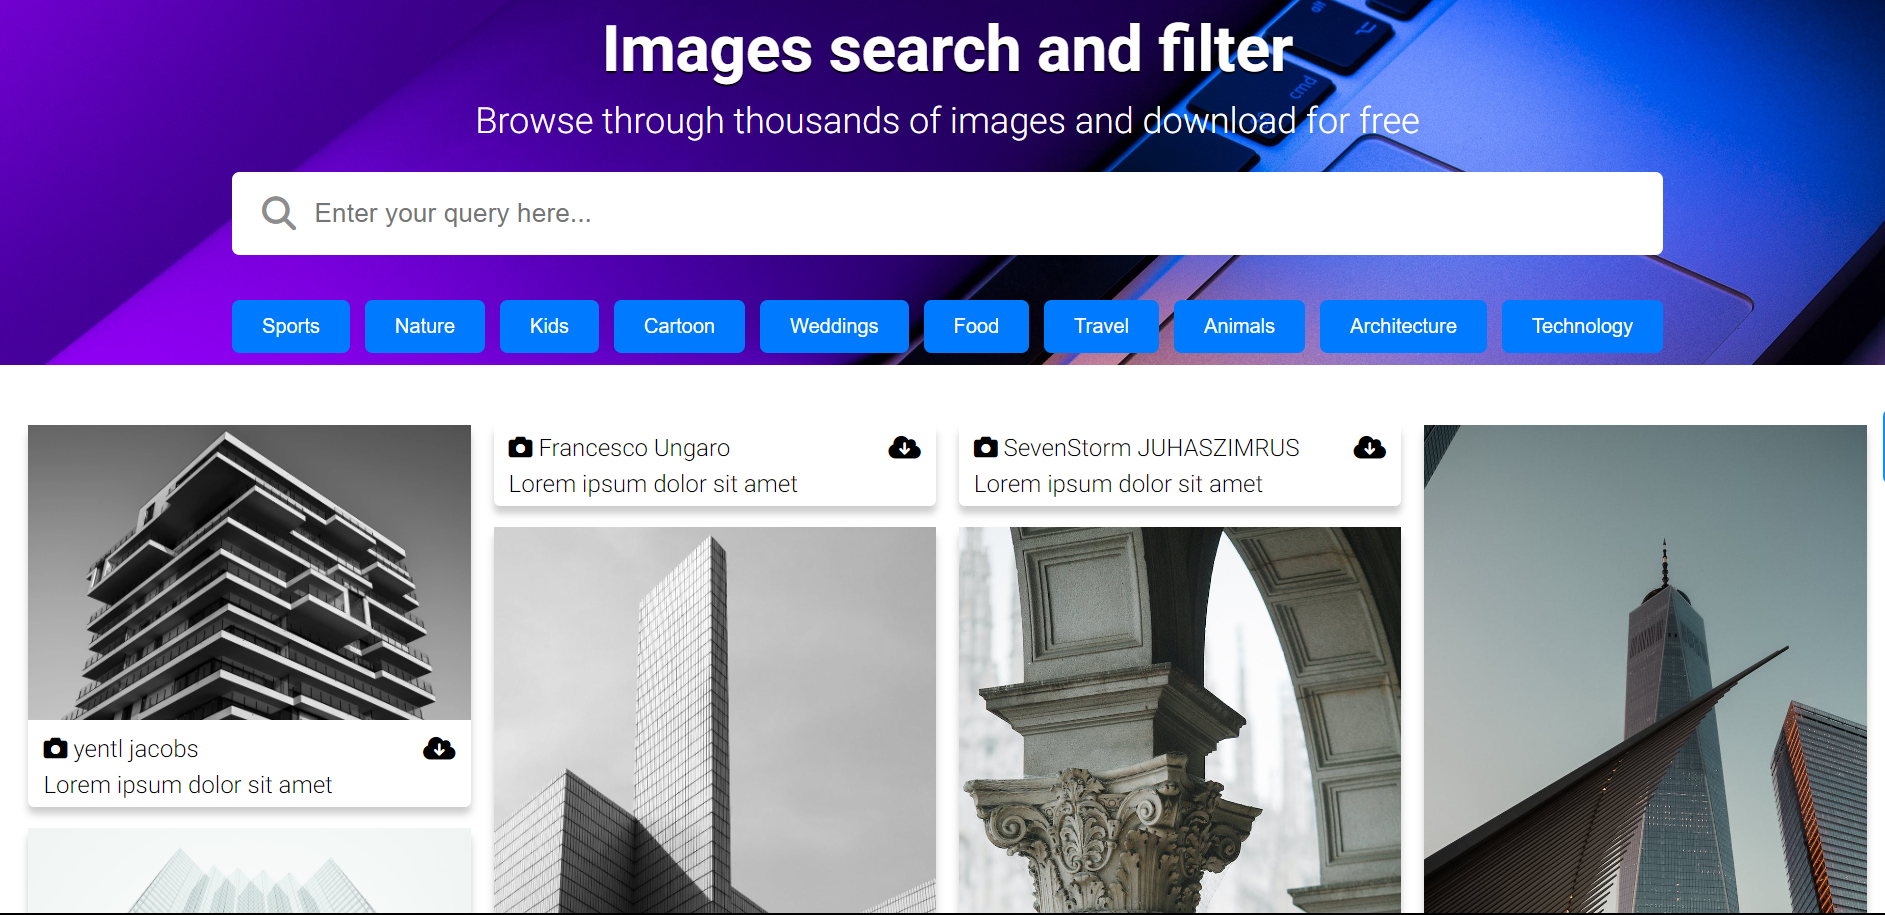 Images search and filter
Browse through thousands of images and download for free
Enter your query here...
Sports
Nature
Kids
Cartoon
Weddings
Food
Travel
Animals
Architecture
Technology
Francesco Ungaro
Lorem ipsum dolor sit amet
SevenStorm JUHASZIMRUS
Lorem ipsum dolor sit amet
yentl jacobs
Lorem ipsum dolor sit amet
alt
cmd